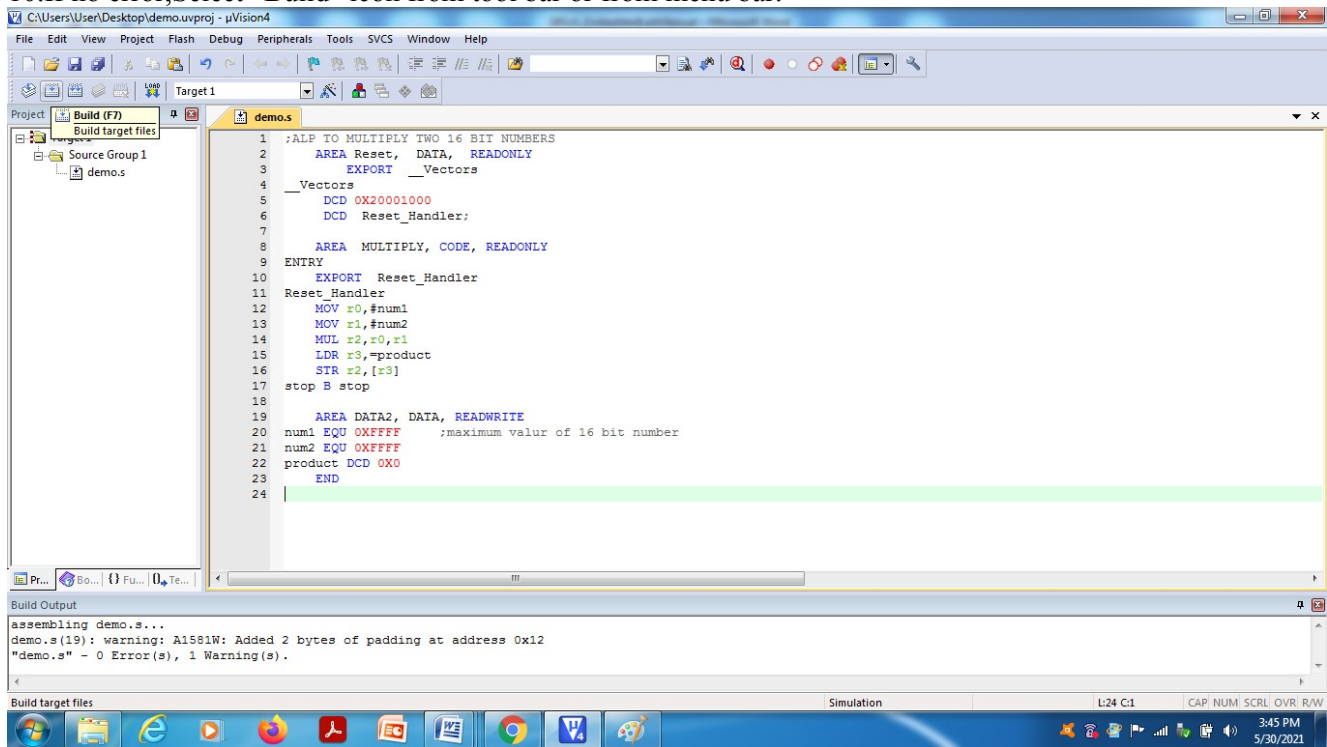 C:\Users\User\Desktop\demo.uvproj - µVision4
File Edit View Project Flash Debug Peripherals Tools SVCS Window Help
LOAD Target 1
Project
Build (F7)
Build target files
demo.s
Source Group 1
demo.s
1 ;ALP TO MULTIPLY TWO 16 BIT NUMBERS
2 AREA Reset, DATA, READONLY
3 EXPORT __Vectors
4 __Vectors
5 DCD 0X20001000
6 DCD Reset_Handler;
7
8 AREA MULTIPLY, CODE, READONLY
9 ENTRY
10 EXPORT Reset_Handler
11 Reset_Handler
12 MOV r0,#num1
13 MOV r1,#num2
14 MUL r2,r0,r1
15 LDR r3,=product
16 STR r2,[r3]
17 stop B stop
18
19 AREA DATA2, DATA, READWRITE
20 num1 EQU 0XFFFF ;maximum valur of 16 bit number
21 num2 EQU 0XFFFF
22 product DCD 0X0
23 END
24
Pr... Bo... {} Fu... 0 Te...
Build Output
assembling demo.s...
demo.s(19): warning: A1581W: Added 2 bytes of padding at address 0x12
"demo.s" - 0 Error(s), 1 Warning(s).
Build target files Simulation L:24 C:1 CAP NUM SCRL OVR R/W
3:45 PM
5/30/2021